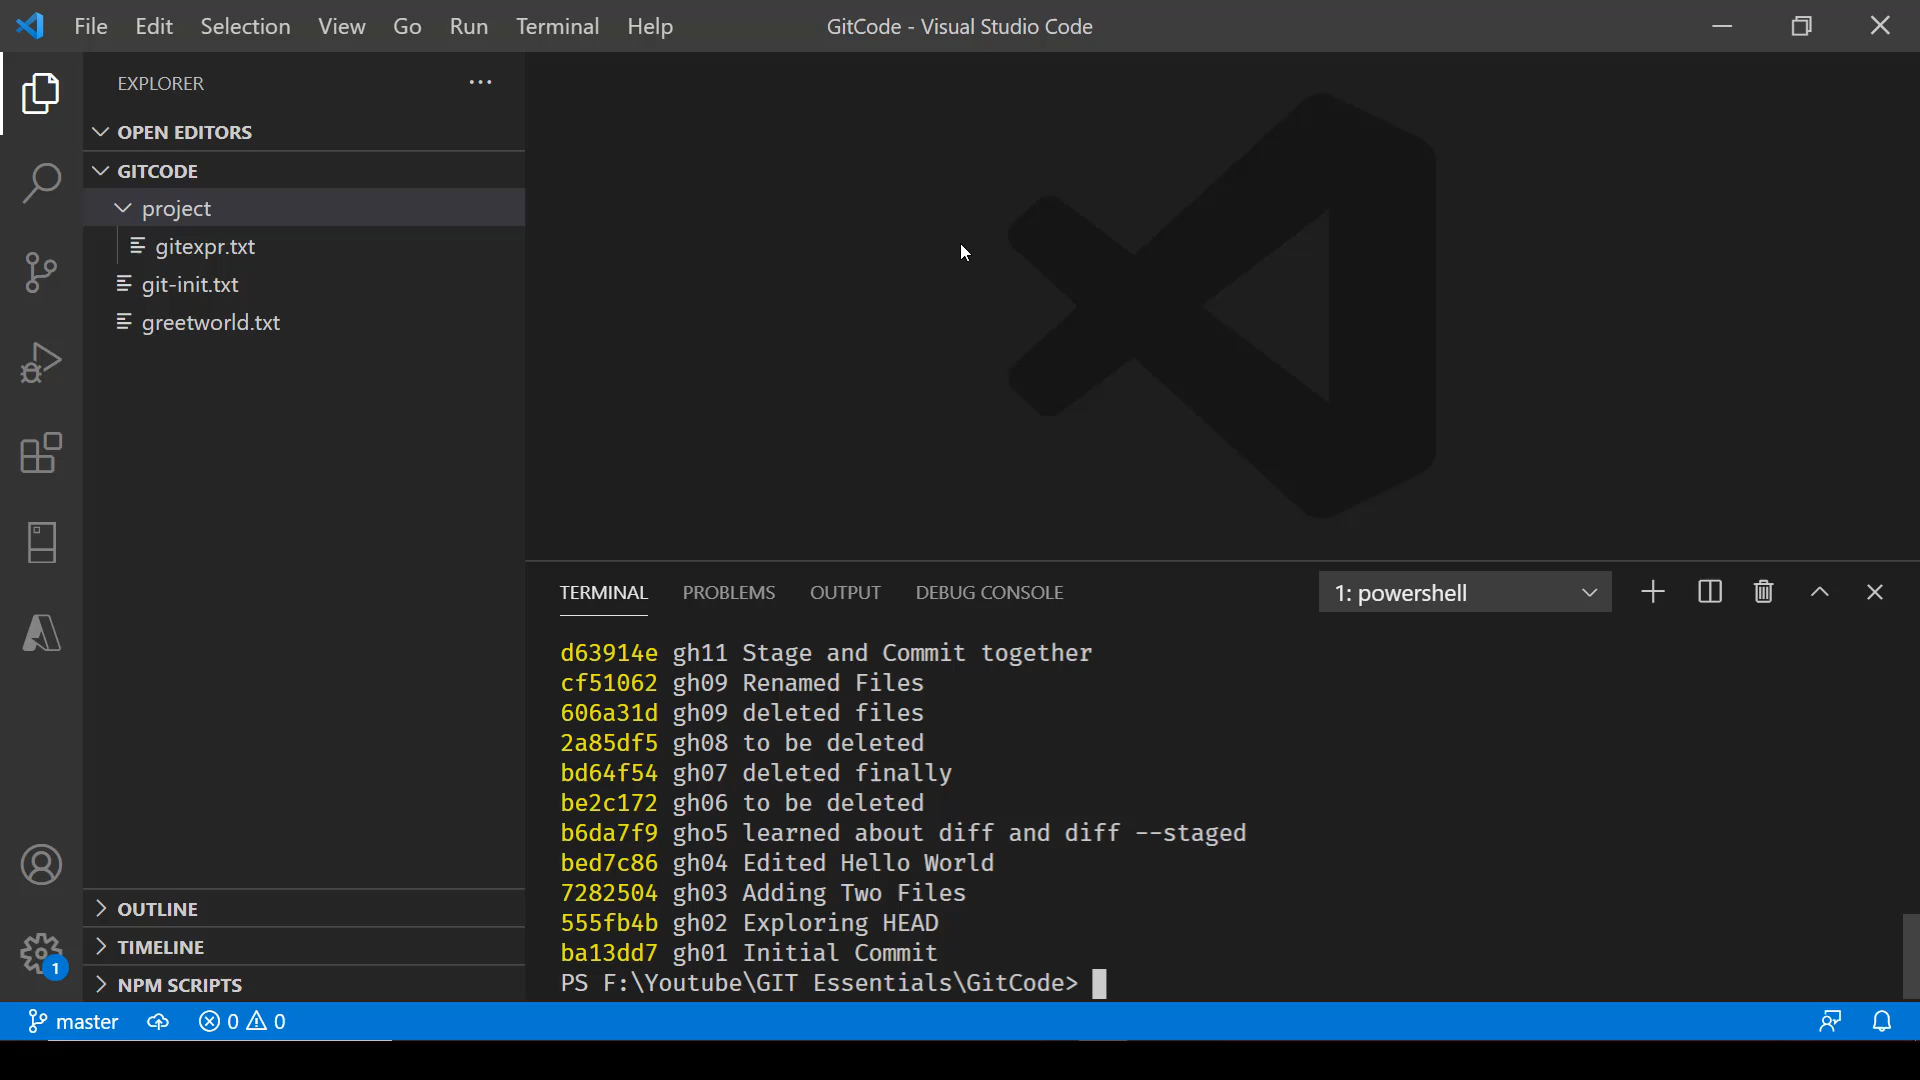 File Edit Selection View Go Run Terminal Help
GitCode - Visual Studio Code
EXPLORER
OPEN EDITORS
GITCODE
project
gitexpr.txt
git-init.txt
greetworld.txt
OUTLINE
TIMELINE
NPM SCRIPTS
1
TERMINAL PROBLEMS OUTPUT DEBUG CONSOLE
1: powershell
d63914e gh11 Stage and Commit together
cf51062 gh09 Renamed Files
606a31d gh09 deleted files
2a85df5 gh08 to be deleted
bd64f54 gh07 deleted finally
be2c172 gh06 to be deleted
b6da7f9 gho5 learned about diff and diff --staged
bed7c86 gh04 Edited Hello World
7282504 gh03 Adding Two Files
555fb4b gh02 Exploring HEAD
ba13dd7 gh01 Initial Commit
PS F:\Youtube\GIT Essentials\GitCode>
master 0 0